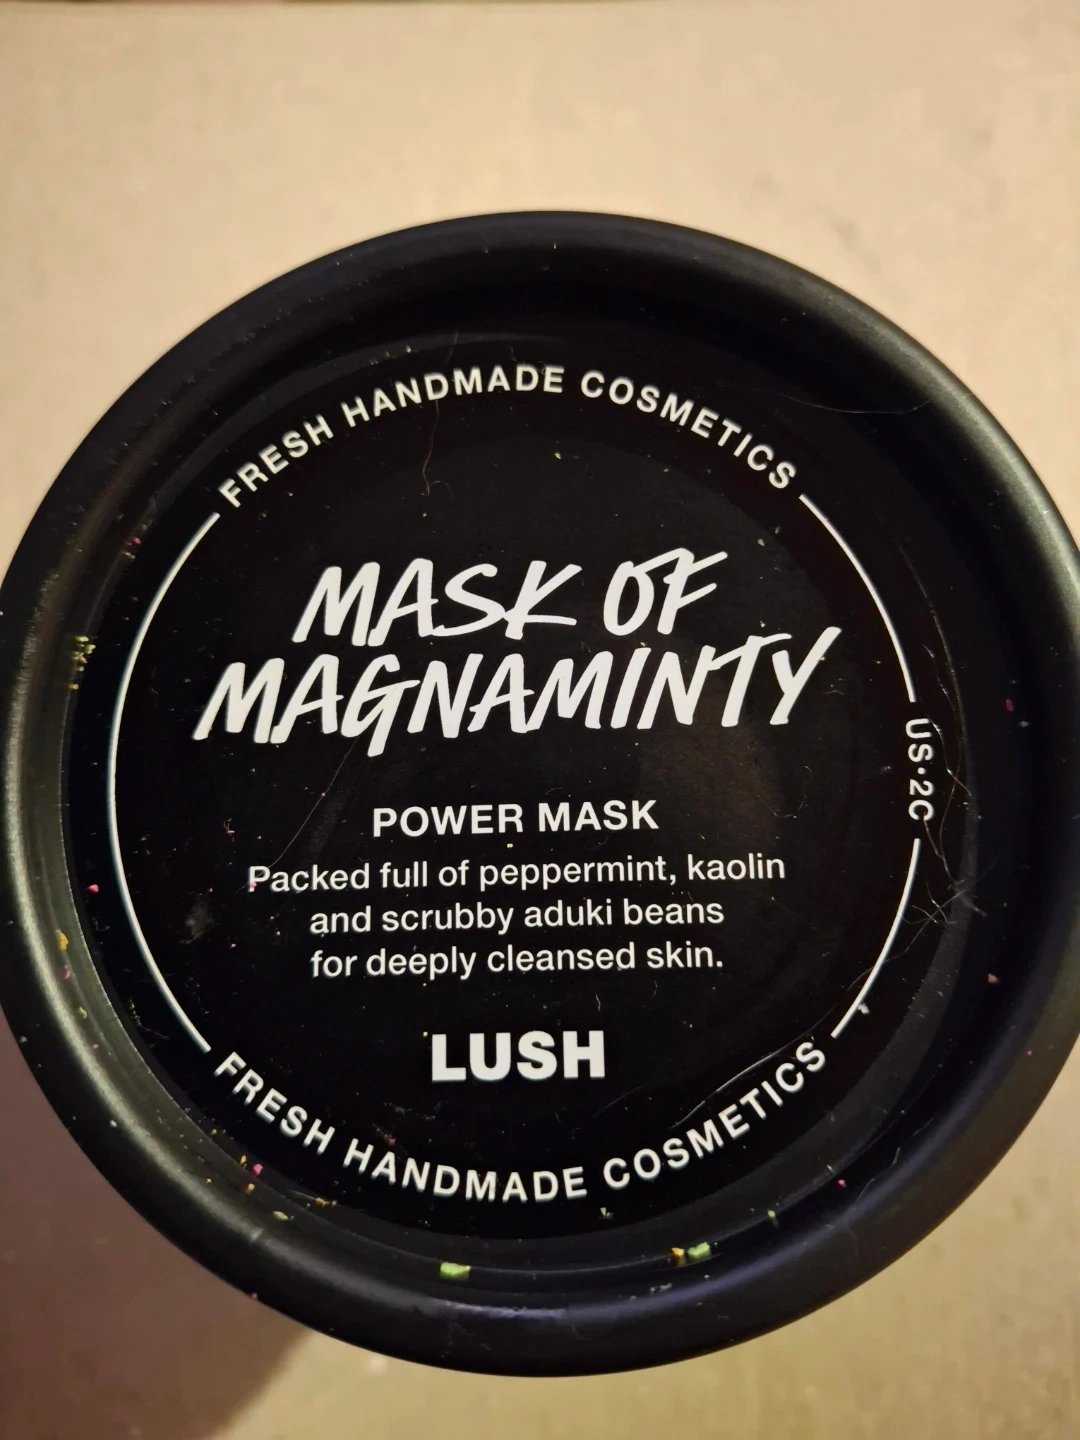 FRESH HANDMADE COSMETICS
MASK OF
MAGNAMINTY
US•2C
POWER MASK
Packed full of peppermint, kaolin
and scrubby aduki beans
for deeply cleansed skin.
LUSH
FRESH HANDMADE COSMETICS